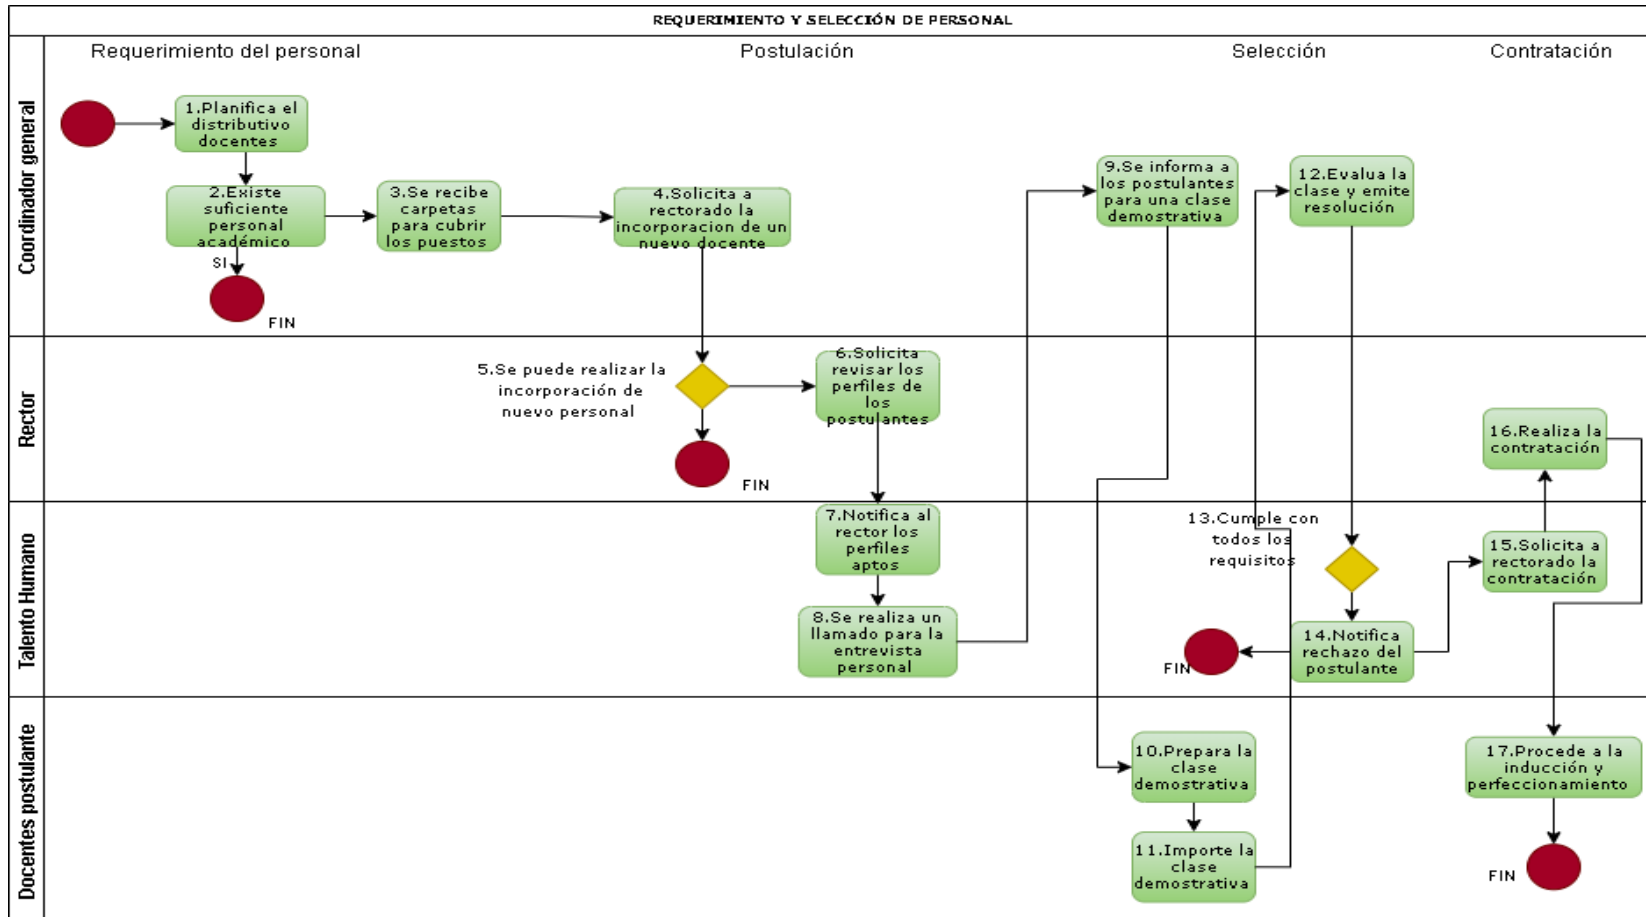 REQUERIMIENTO Y SELECCIÓN DE PERSONAL
Requerimiento del personal
Postulación
Selección
Contratación
Coordinador general
1.Planifica el
distributivo
docentes
2.Existe
suficiente
personal
académico
SI
FIN
3.Se recibe
carpetas
para cubrir
los puestos
4.Solicita a
rectorado la
incorporacion de un
nuevo docente
9.Se informa a
los postulantes
para una clase
demostrativa
12.Evalua la
clase y emite
resolución
Rector
5.Se puede realizar la
incorporación de
nuevo personal
FIN
6.Solicita
revisar los
perfiles de
los
postulantes
16.Realiza la
contratación
Talento Humano
7.Notifica al
rector los
perfiles
aptos
8.Se realiza un
llamado para la
entrevista
personal
13.Cumple con
todos los
requisitos
FIN
14.Notifica
rechazo del
postulante
15.Solicita a
rectorado la
contratación
Docentes postulante
10.Prepara la
clase
demostrativa
11.Importe la
clase
demostrativa
17.Procede a la
inducción y
perfeccionamiento
FIN